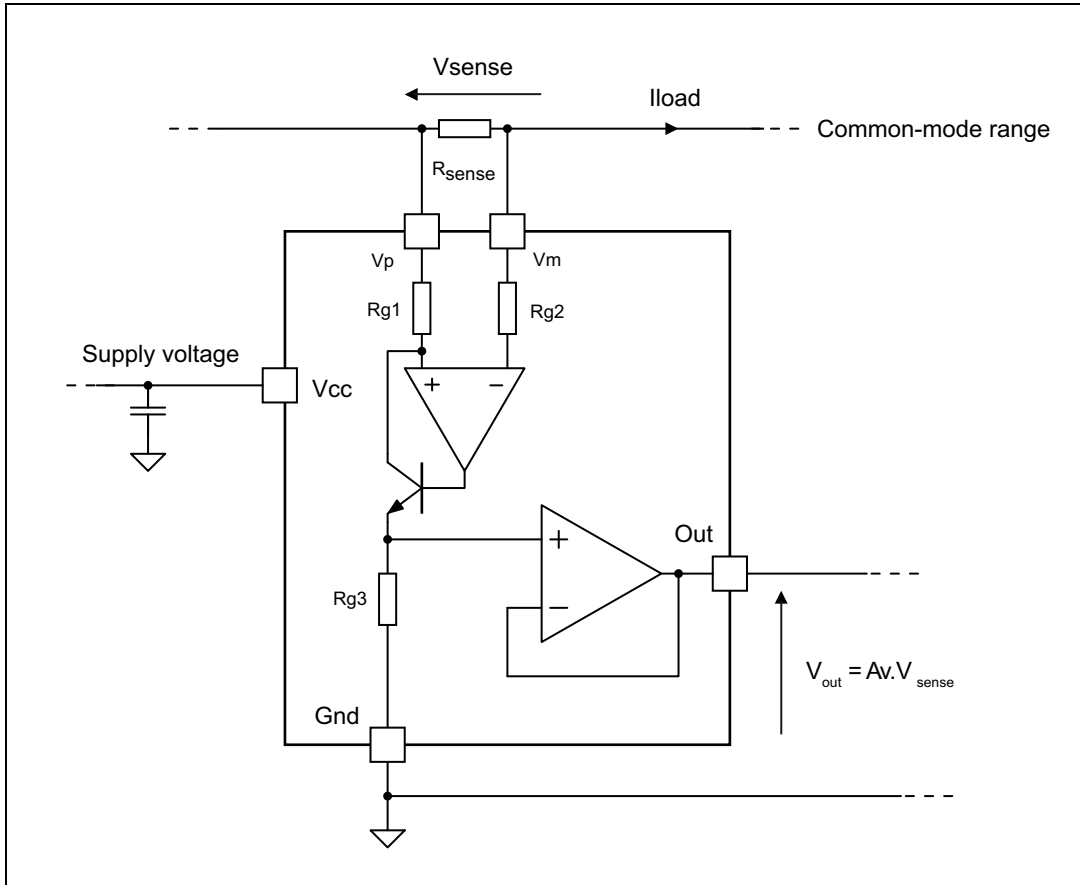 Vsense
Iload
Common-mode range
Rsense
Vp
Vm
Rg1
Rg2
Supply voltage
Vcc
+
−
Out
+
−
Rg3
Vout = Av.Vsense
Gnd